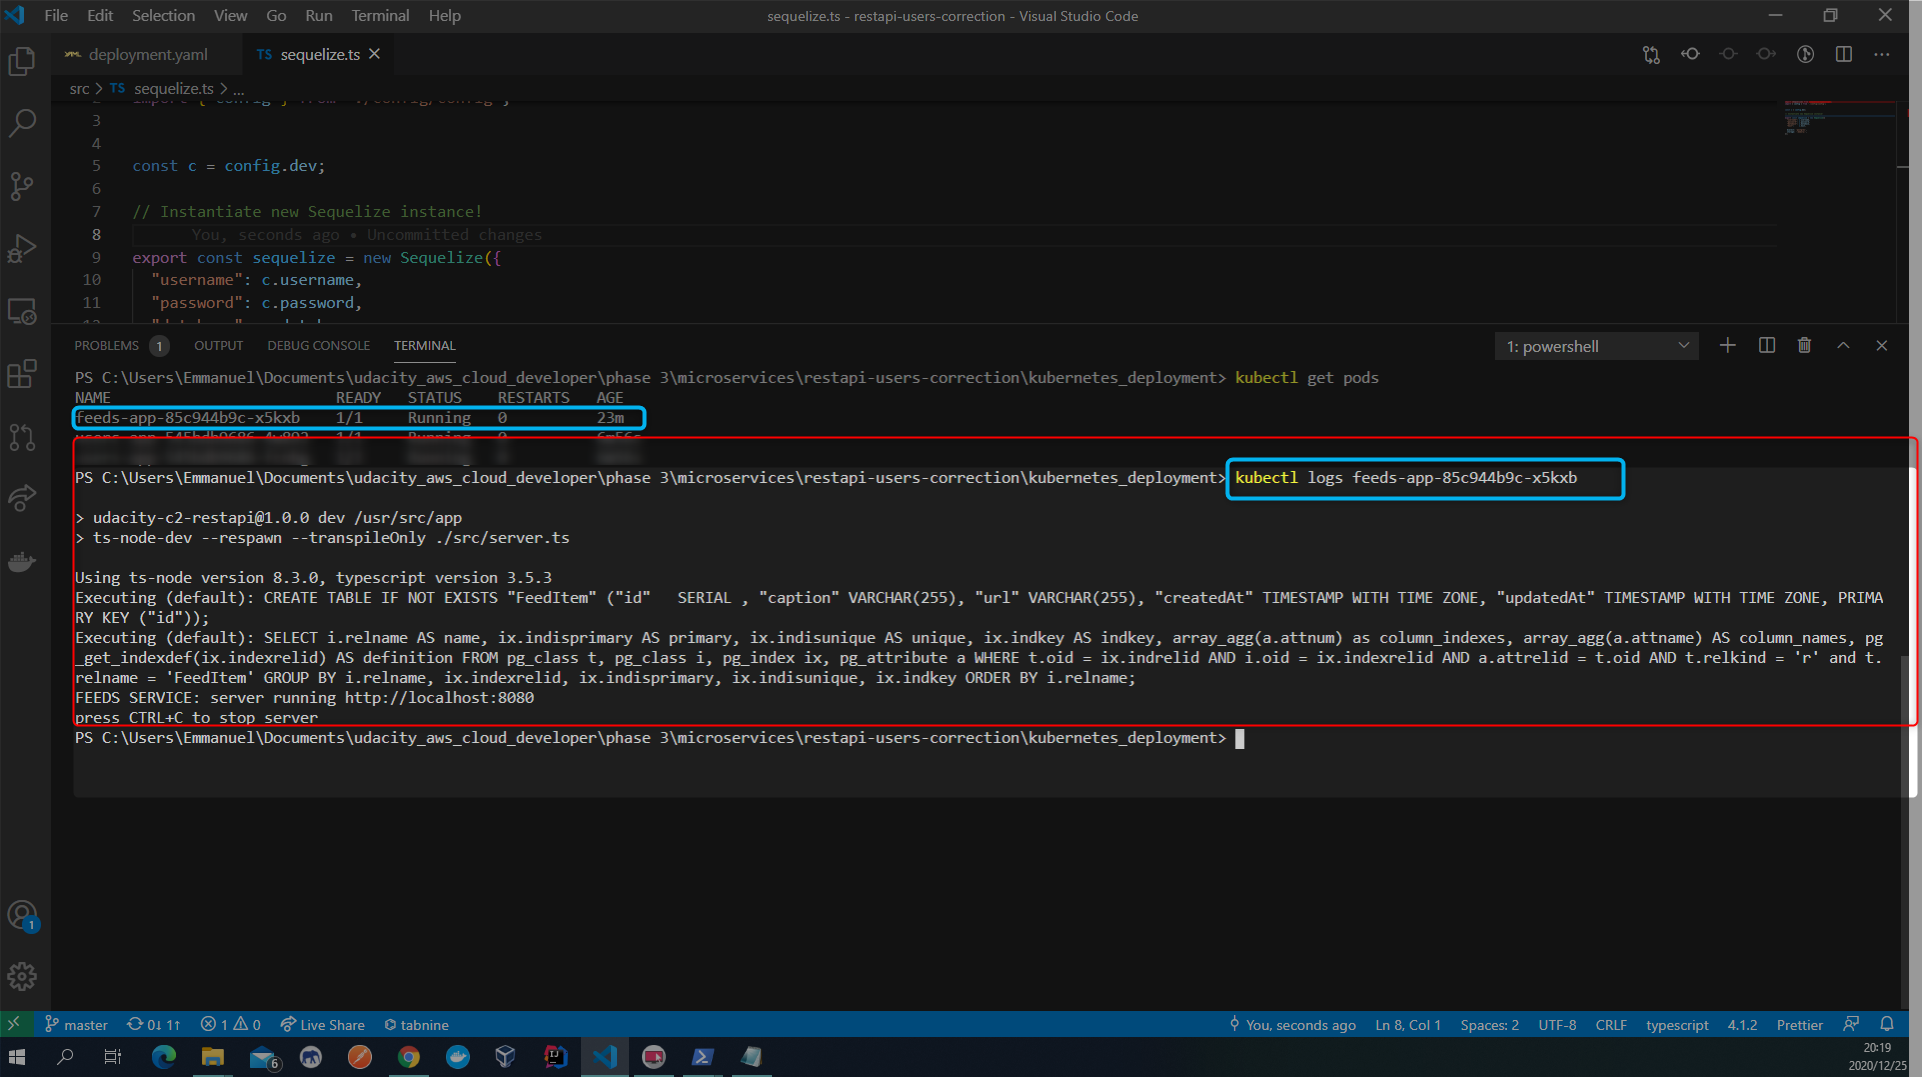 File Edit Selection View Go Run Terminal Help
sequelize.ts - restapi-users-correction - Visual Studio Code
deployment.yaml
TS sequelize.ts
src > TS sequelize.ts > ...
3
4
5 const c = config.dev;
6
7 // Instantiate new Sequelize instance!
8 You, seconds ago • Uncommitted changes
9 export const sequelize = new Sequelize({
10 "username": c.username,
11 "password": c.password,
PROBLEMS 1 OUTPUT DEBUG CONSOLE TERMINAL
1: powershell
PS C:\Users\Emmanuel\Documents\udacity_aws_cloud_developer\phase 3\microservices\restapi-users-correction\kubernetes_deployment> kubectl get pods
NAME READY STATUS RESTARTS AGE
feeds-app-85c944b9c-x5kxb 1/1 Running 0 23m
PS C:\Users\Emmanuel\Documents\udacity_aws_cloud_developer\phase 3\microservices\restapi-users-correction\kubernetes_deployment> kubectl logs feeds-app-85c944b9c-x5kxb
> udacity-c2-restapi@1.0.0 dev /usr/src/app
> ts-node-dev --respawn --transpileOnly ./src/server.ts
Using ts-node version 8.3.0, typescript version 3.5.3
Executing (default): CREATE TABLE IF NOT EXISTS "FeedItem" ("id" SERIAL , "caption" VARCHAR(255), "url" VARCHAR(255), "createdAt" TIMESTAMP WITH TIME ZONE, "updatedAt" TIMESTAMP WITH TIME ZONE, PRIMA
RY KEY ("id"));
Executing (default): SELECT i.relname AS name, ix.indisprimary AS primary, ix.indisunique AS unique, ix.indkey AS indkey, array_agg(a.attnum) as column_indexes, array_agg(a.attname) AS column_names, pg
_get_indexdef(ix.indexrelid) AS definition FROM pg_class t, pg_class i, pg_index ix, pg_attribute a WHERE t.oid = ix.indrelid AND i.oid = ix.indexrelid AND a.attrelid = t.oid AND t.relkind = 'r' and t.
relname = 'FeedItem' GROUP BY i.relname, ix.indexrelid, ix.indisprimary, ix.indisunique, ix.indkey ORDER BY i.relname;
FEEDS SERVICE: server running http://localhost:8080
press CTRL+C to stop server
PS C:\Users\Emmanuel\Documents\udacity_aws_cloud_developer\phase 3\microservices\restapi-users-correction\kubernetes_deployment>
1
master 0↓ 1↑ 1 0 Live Share tabnine
You, seconds ago Ln 8, Col 1 Spaces: 2 UTF-8 CRLF typescript 4.1.2 Prettier
6
20:19
2020/12/25